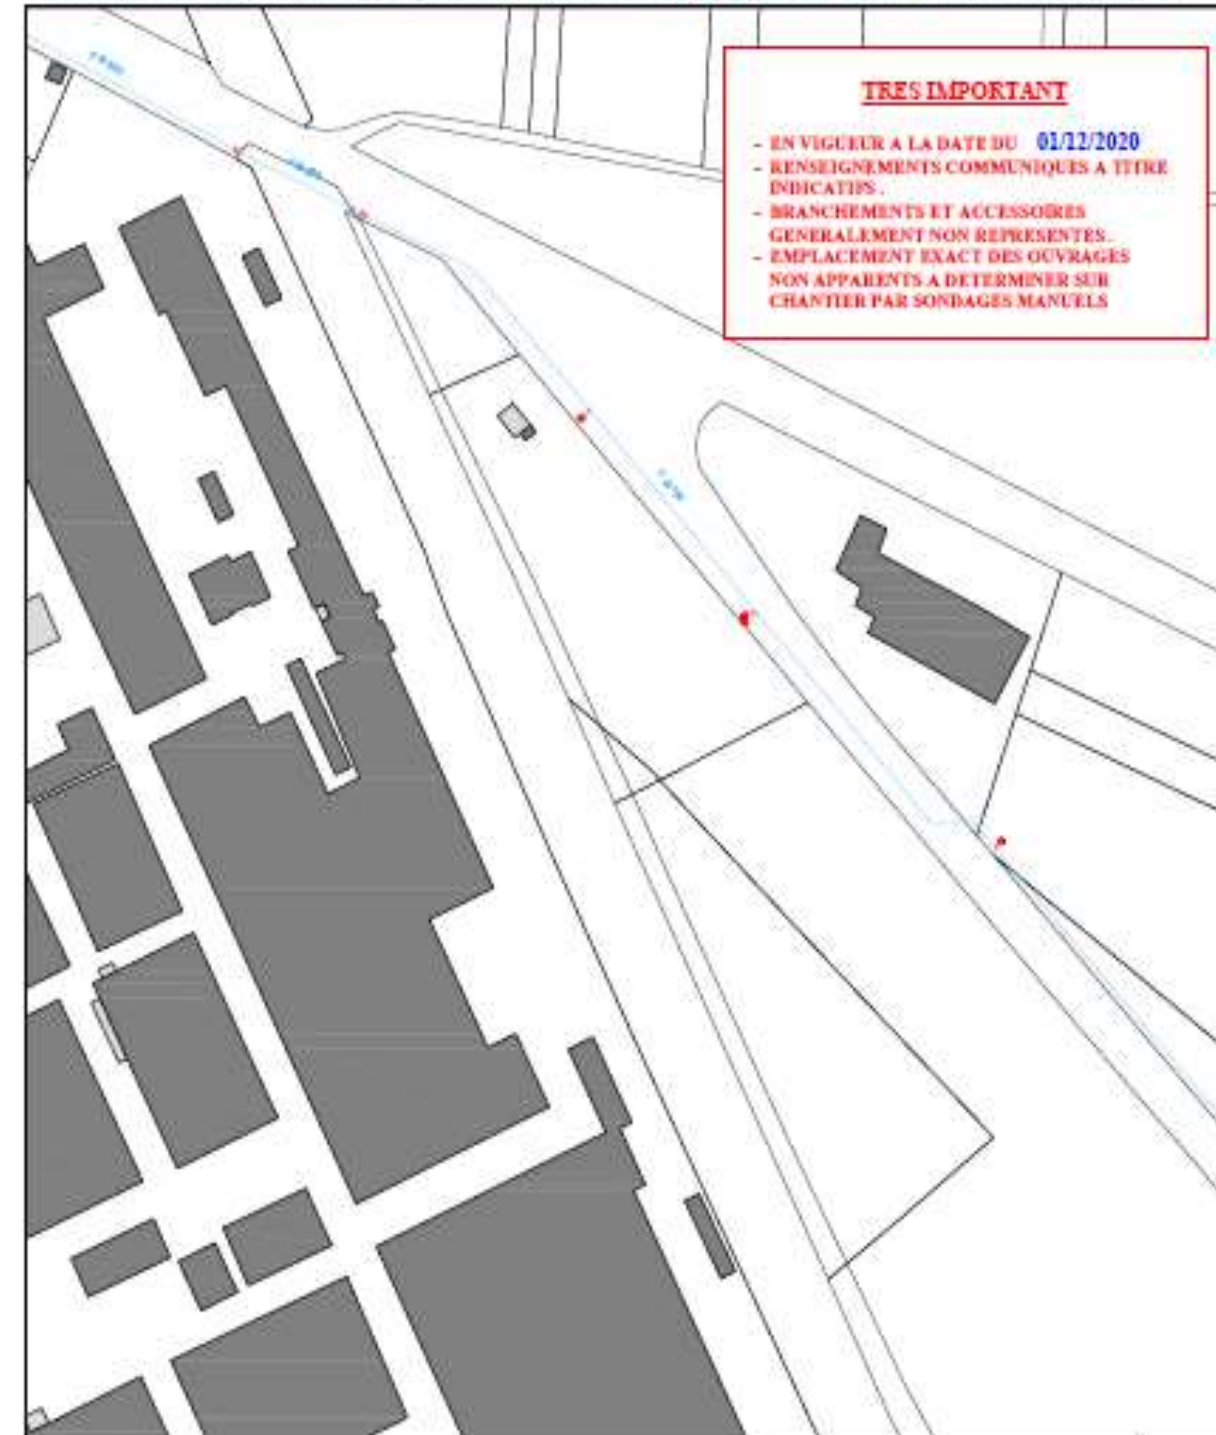 TRES IMPORTANT
- EN VIGUEUR A LA DATE DU 01/12/2020
- RENSEIGNEMENTS COMMUNIQUES A TITRE
INDICATIFS .
- BRANCHEMENTS ET ACCESSOIRES
GENERALEMENT NON REPRESENTES.
- EMPLACEMENT EXACT DES OUVRAGES
NON APPARENTS A DETERMINER SUR
CHANTIER PAR SONDAGES MANUELS